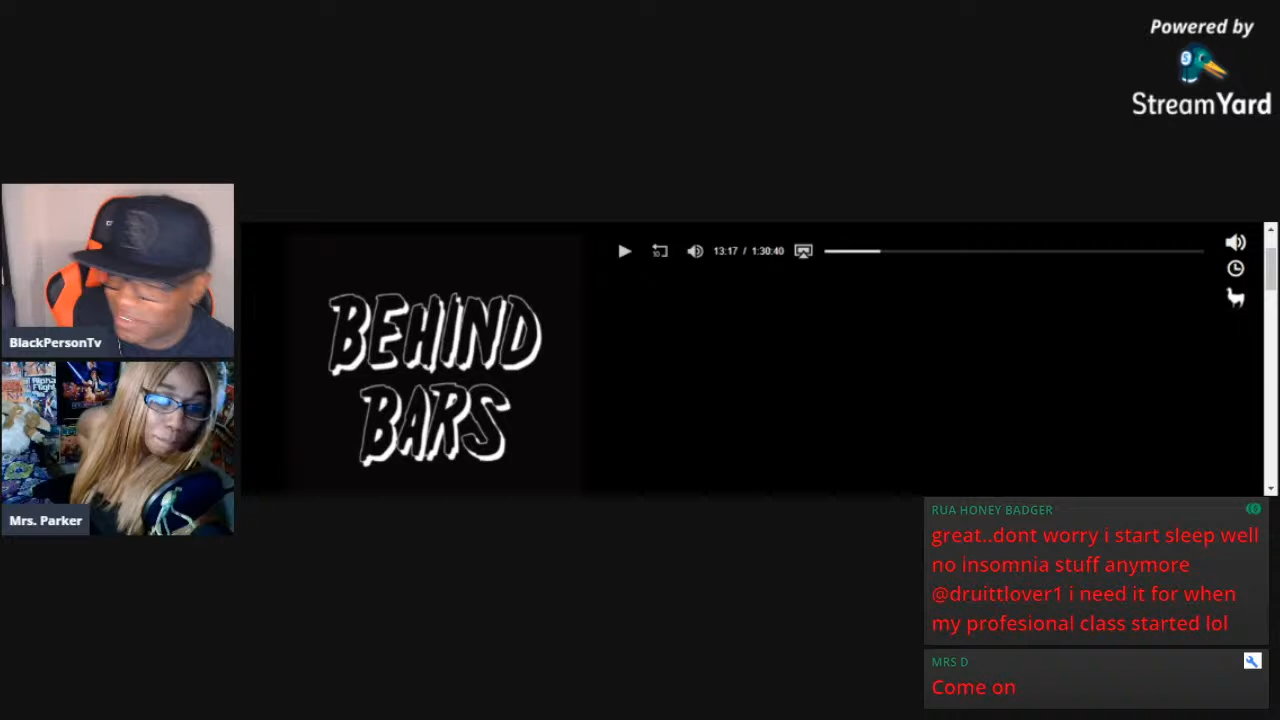 Powered by
StreamYard
BlackPersonTv
Mrs. Parker
BEHIND
BARS
10
13:17 / 1:30:40
RUA HONEY BADGER
great..dont worry i start sleep well
no insomnia stuff anymore
@druittlover1 i need it for when
my profesional class started lol
MRS D
Come on